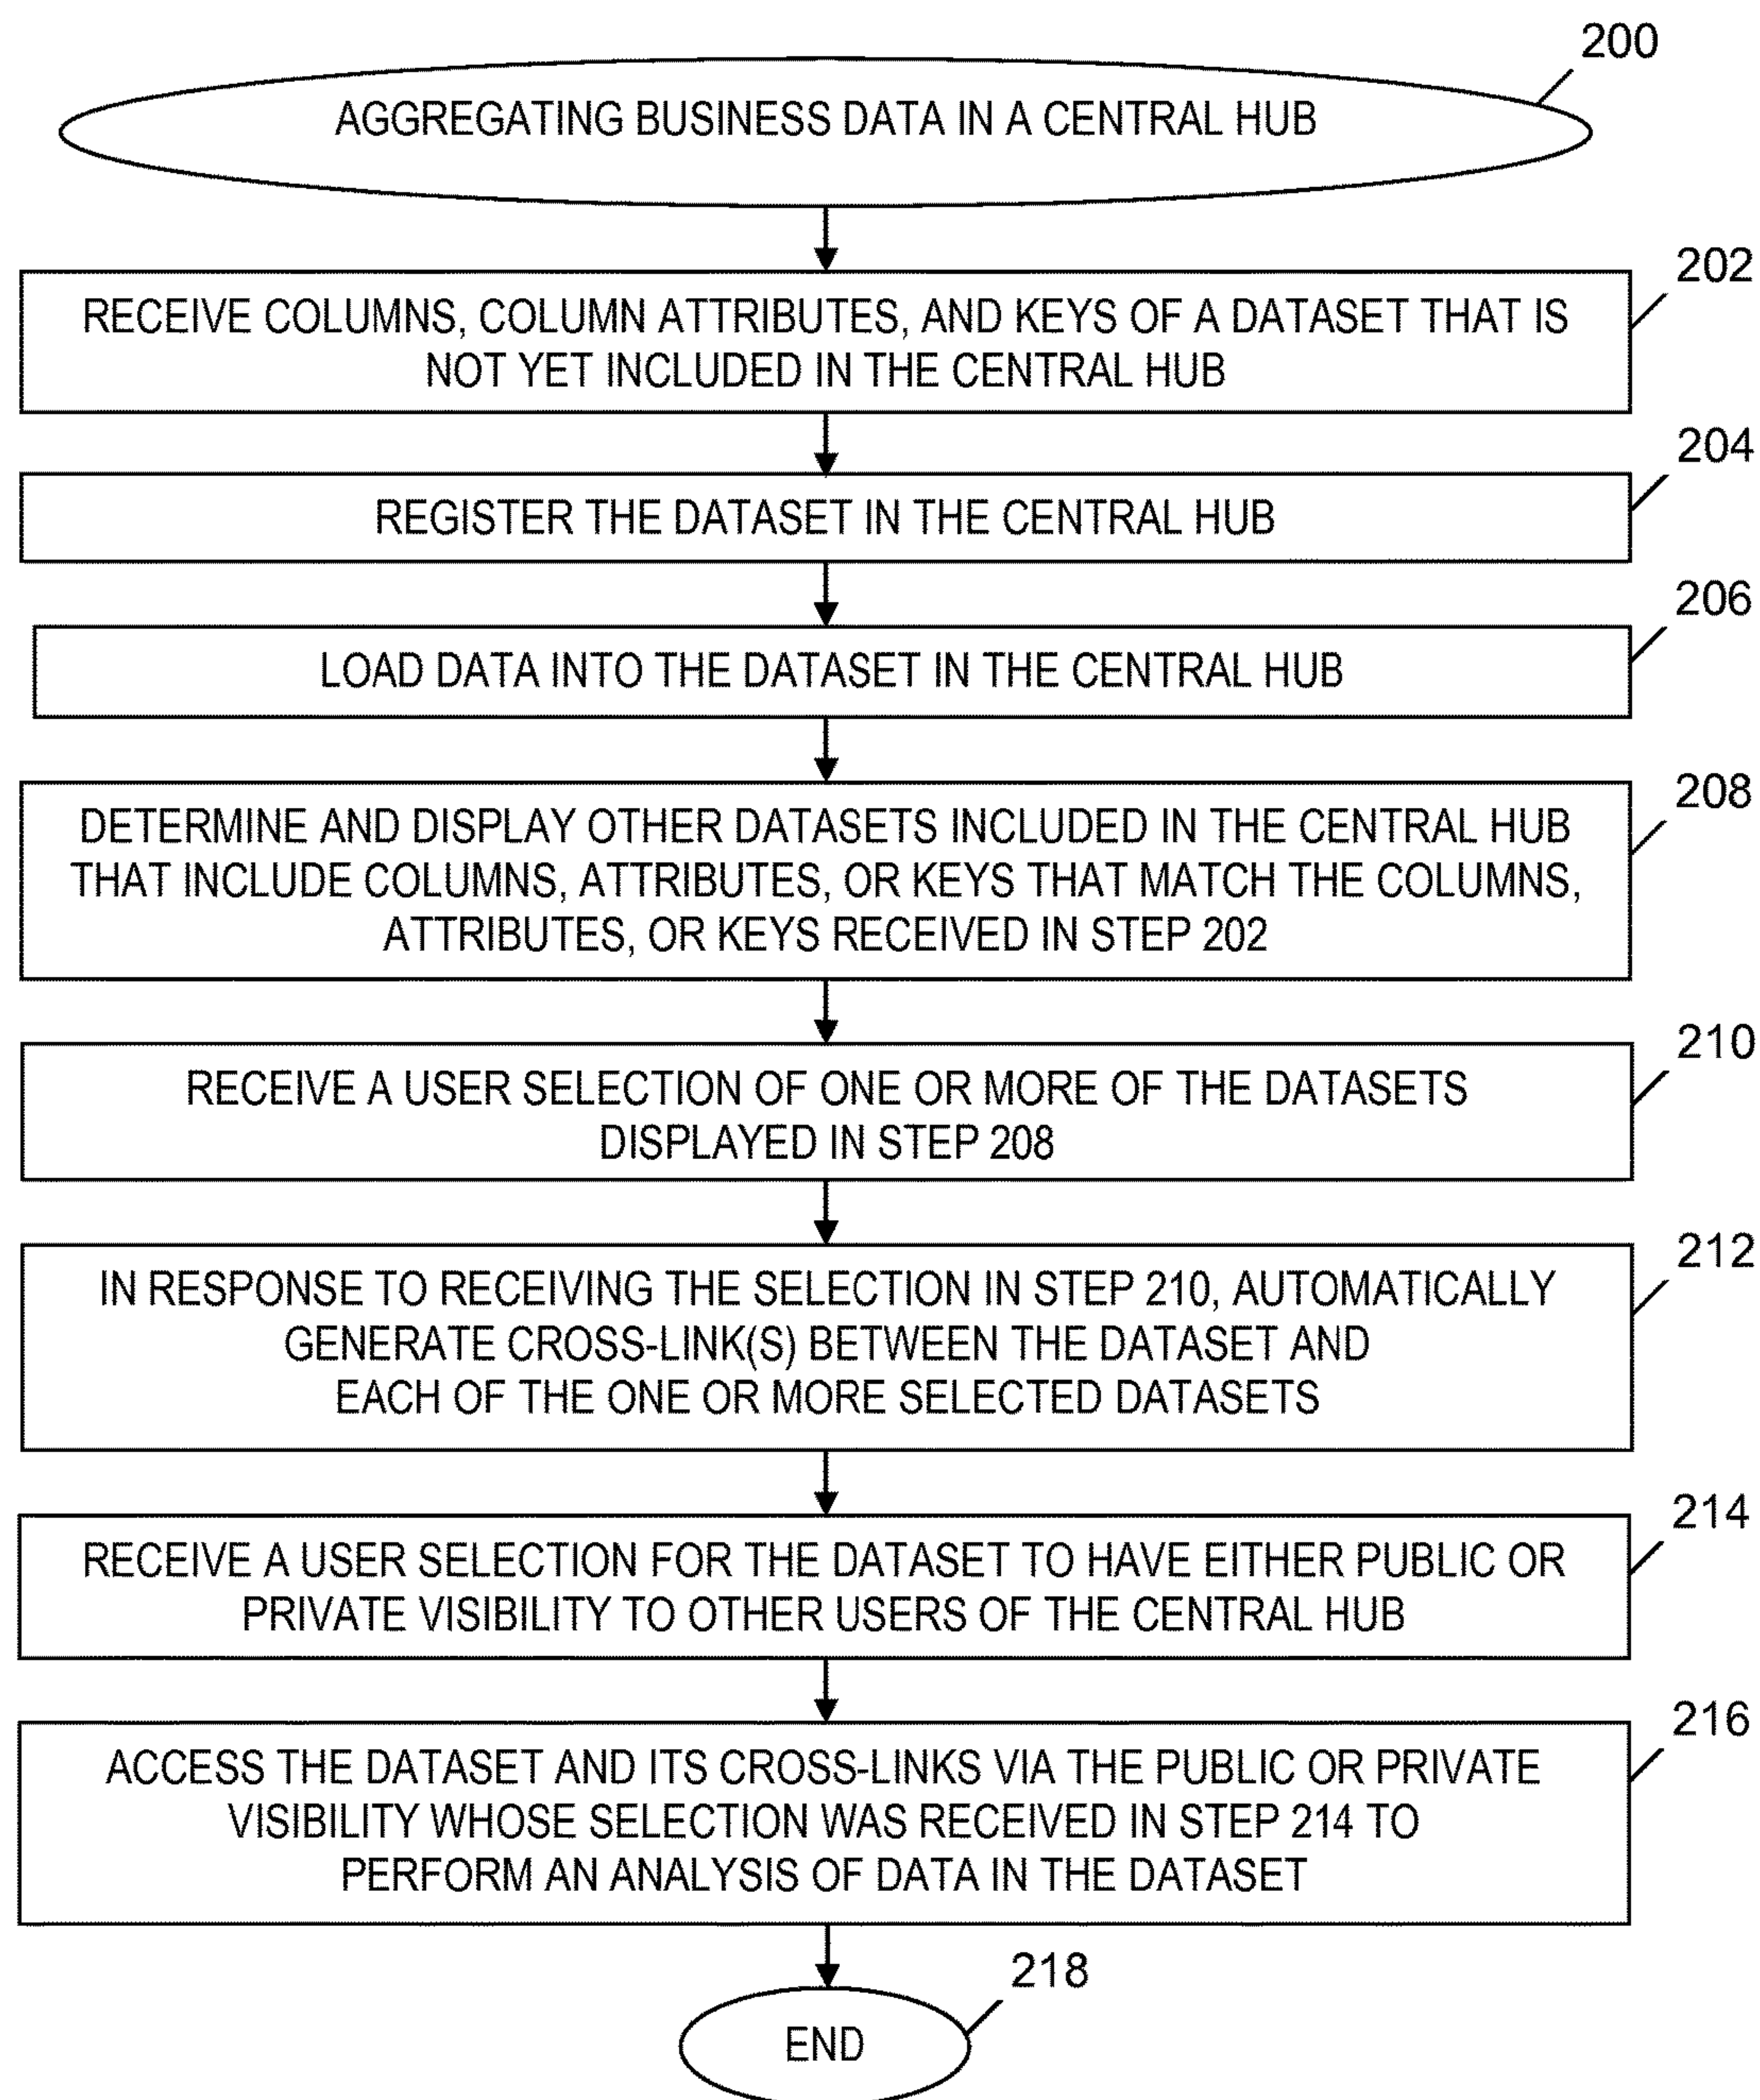 200
AGGREGATING BUSINESS DATA IN A CENTRAL HUB
202
RECEIVE COLUMNS, COLUMN ATTRIBUTES, AND KEYS OF A DATASET THAT IS
NOT YET INCLUDED IN THE CENTRAL HUB
204
REGISTER THE DATASET IN THE CENTRAL HUB
206
LOAD DATA INTO THE DATASET IN THE CENTRAL HUB
208
DETERMINE AND DISPLAY OTHER DATASETS INCLUDED IN THE CENTRAL HUB
THAT INCLUDE COLUMNS, ATTRIBUTES, OR KEYS THAT MATCH THE COLUMNS,
ATTRIBUTES, OR KEYS RECEIVED IN STEP 202
210
RECEIVE A USER SELECTION OF ONE OR MORE OF THE DATASETS
DISPLAYED IN STEP 208
212
IN RESPONSE TO RECEIVING THE SELECTION IN STEP 210, AUTOMATICALLY
GENERATE CROSS-LINK(S) BETWEEN THE DATASET AND
EACH OF THE ONE OR MORE SELECTED DATASETS
214
RECEIVE A USER SELECTION FOR THE DATASET TO HAVE EITHER PUBLIC OR
PRIVATE VISIBILITY TO OTHER USERS OF THE CENTRAL HUB
216
ACCESS THE DATASET AND ITS CROSS-LINKS VIA THE PUBLIC OR PRIVATE
VISIBILITY WHOSE SELECTION WAS RECEIVED IN STEP 214 TO
PERFORM AN ANALYSIS OF DATA IN THE DATASET
218
END